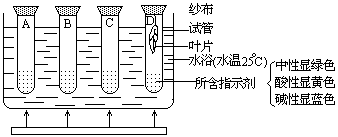 A B C D
纱布
试管
叶片
水浴(水温25℃)
所含指示剂
中性显绿色
酸性显黄色
碱性显蓝色